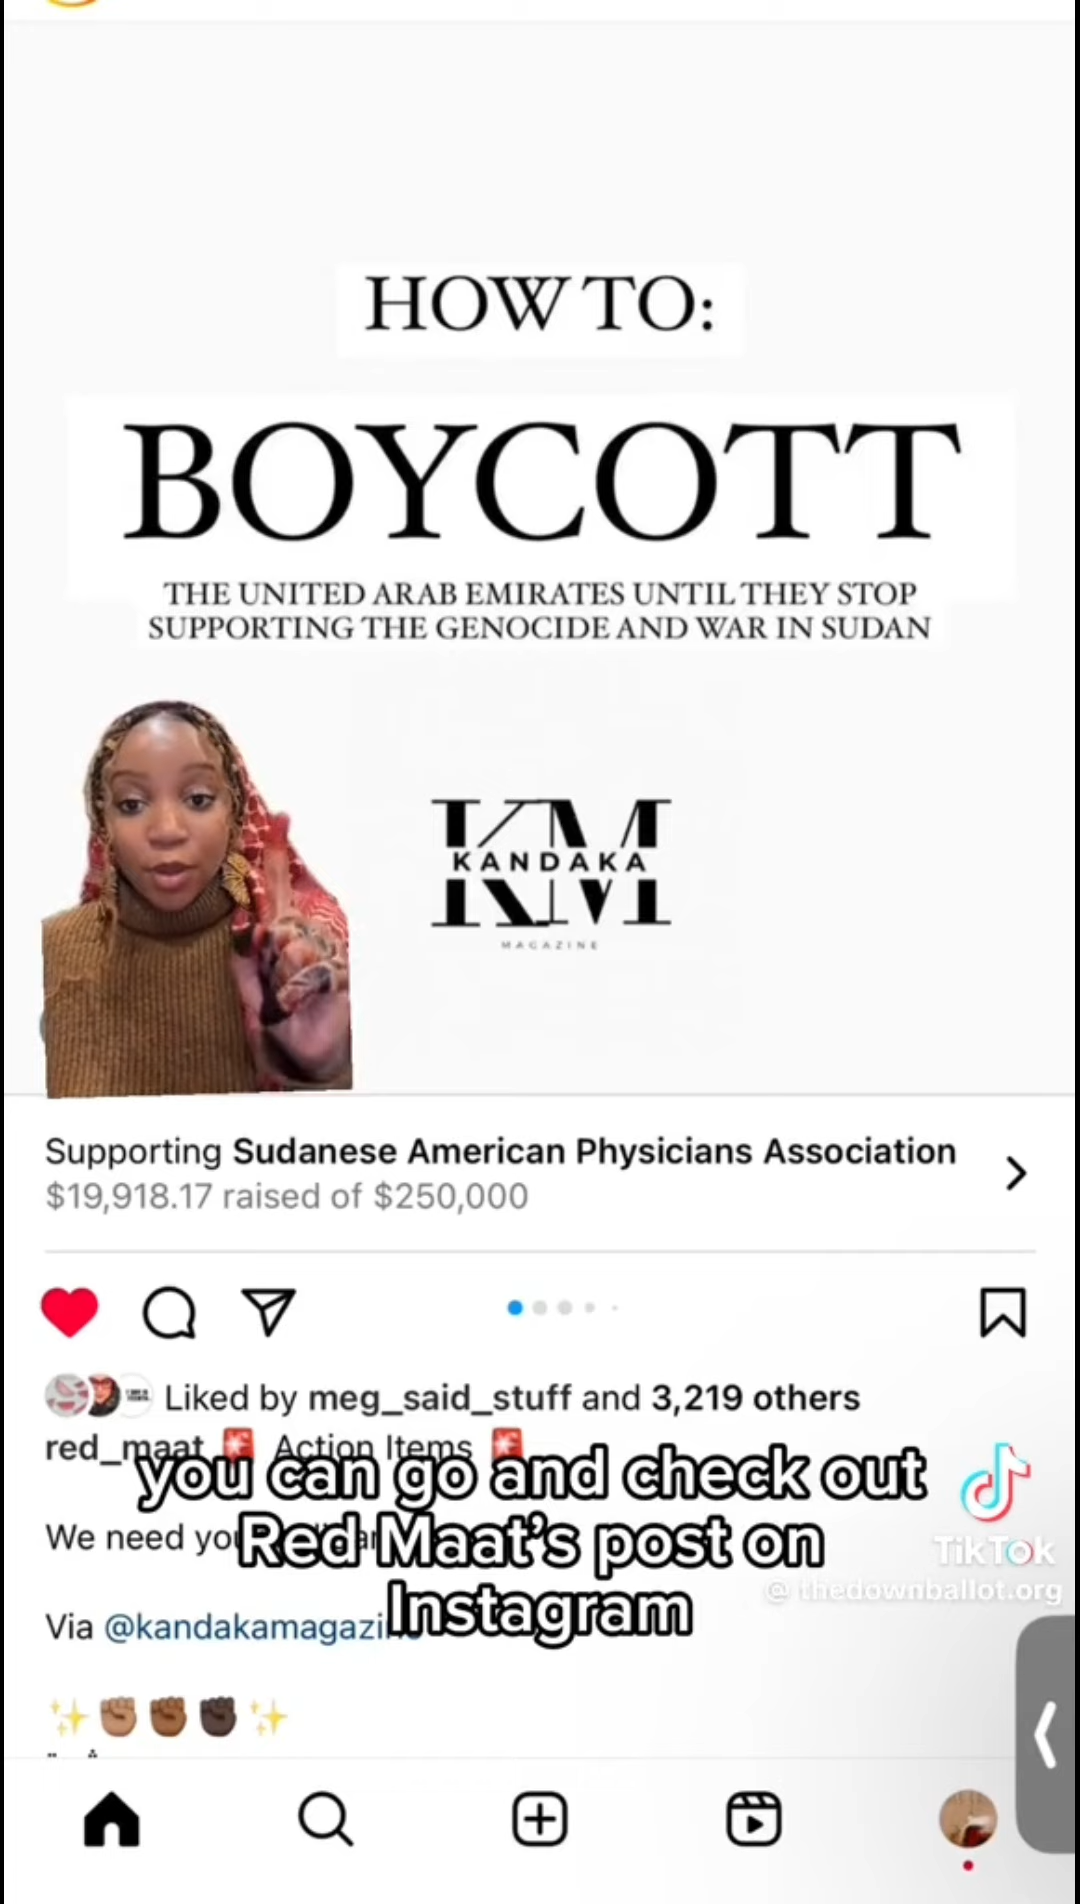 HOW TO:
BOYCOTT
THE UNITED ARAB EMIRATES UNTIL THEY STOP
SUPPORTING THE GENOCIDE AND WAR IN SUDAN
KM
KANDAKA
MAGAZINE
Supporting Sudanese American Physicians Association
$19,918.17 raised of $250,000
Liked by meg_said_stuff and 3,219 others
red_maat 🚨 Action Items 🚨
you can go and check out
Red Maat's post on
Instagram
We need
Via @kandakamagazine
TikTok
@ thedownballot.org